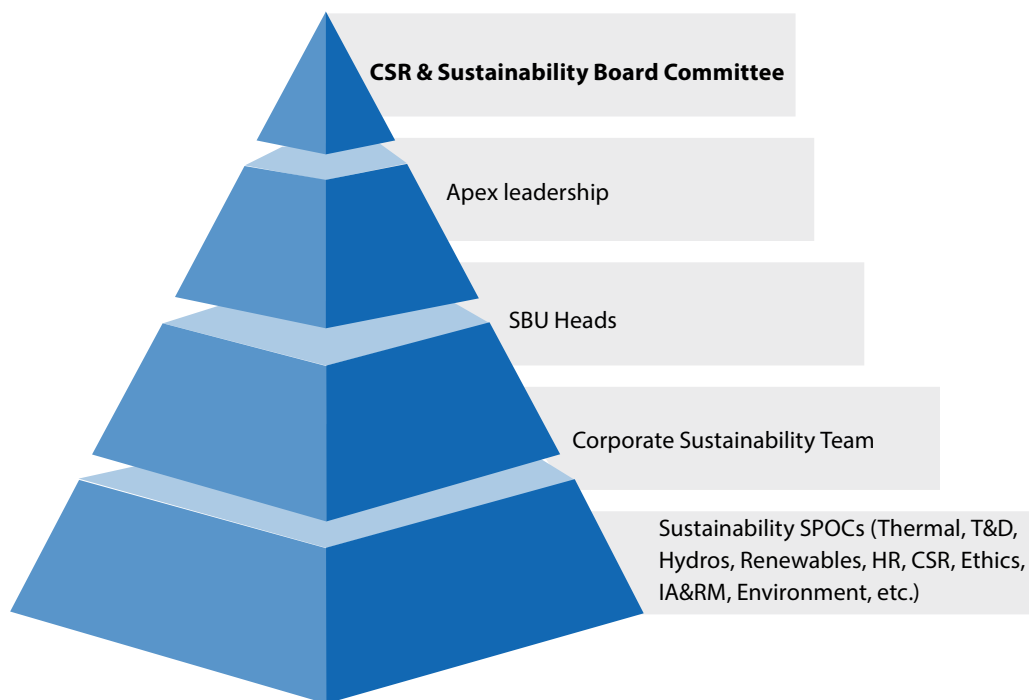 CSR & Sustainability Board Committee
Apex leadership
SBU Heads
Corporate Sustainability Team
Sustainability SPOCs (Thermal, T&D,
Hydros, Renewables, HR, CSR, Ethics,
IA&RM, Environment, etc.)